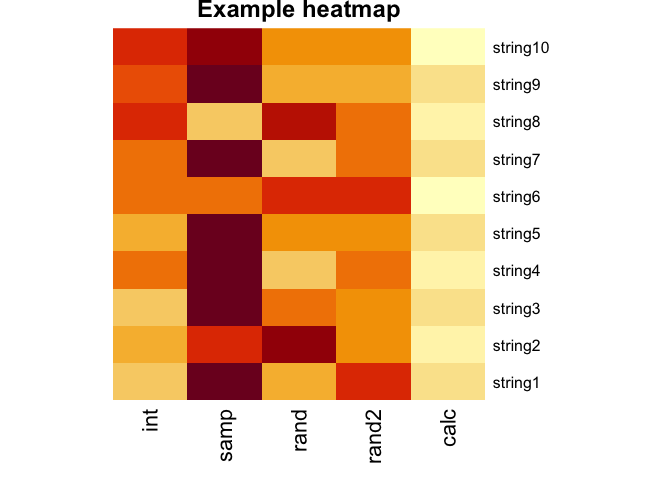 Example heatmap
string10
string9
string8
string7
string6
string5
string4
string3
string2
string1
int
samp
rand
rand2
calc